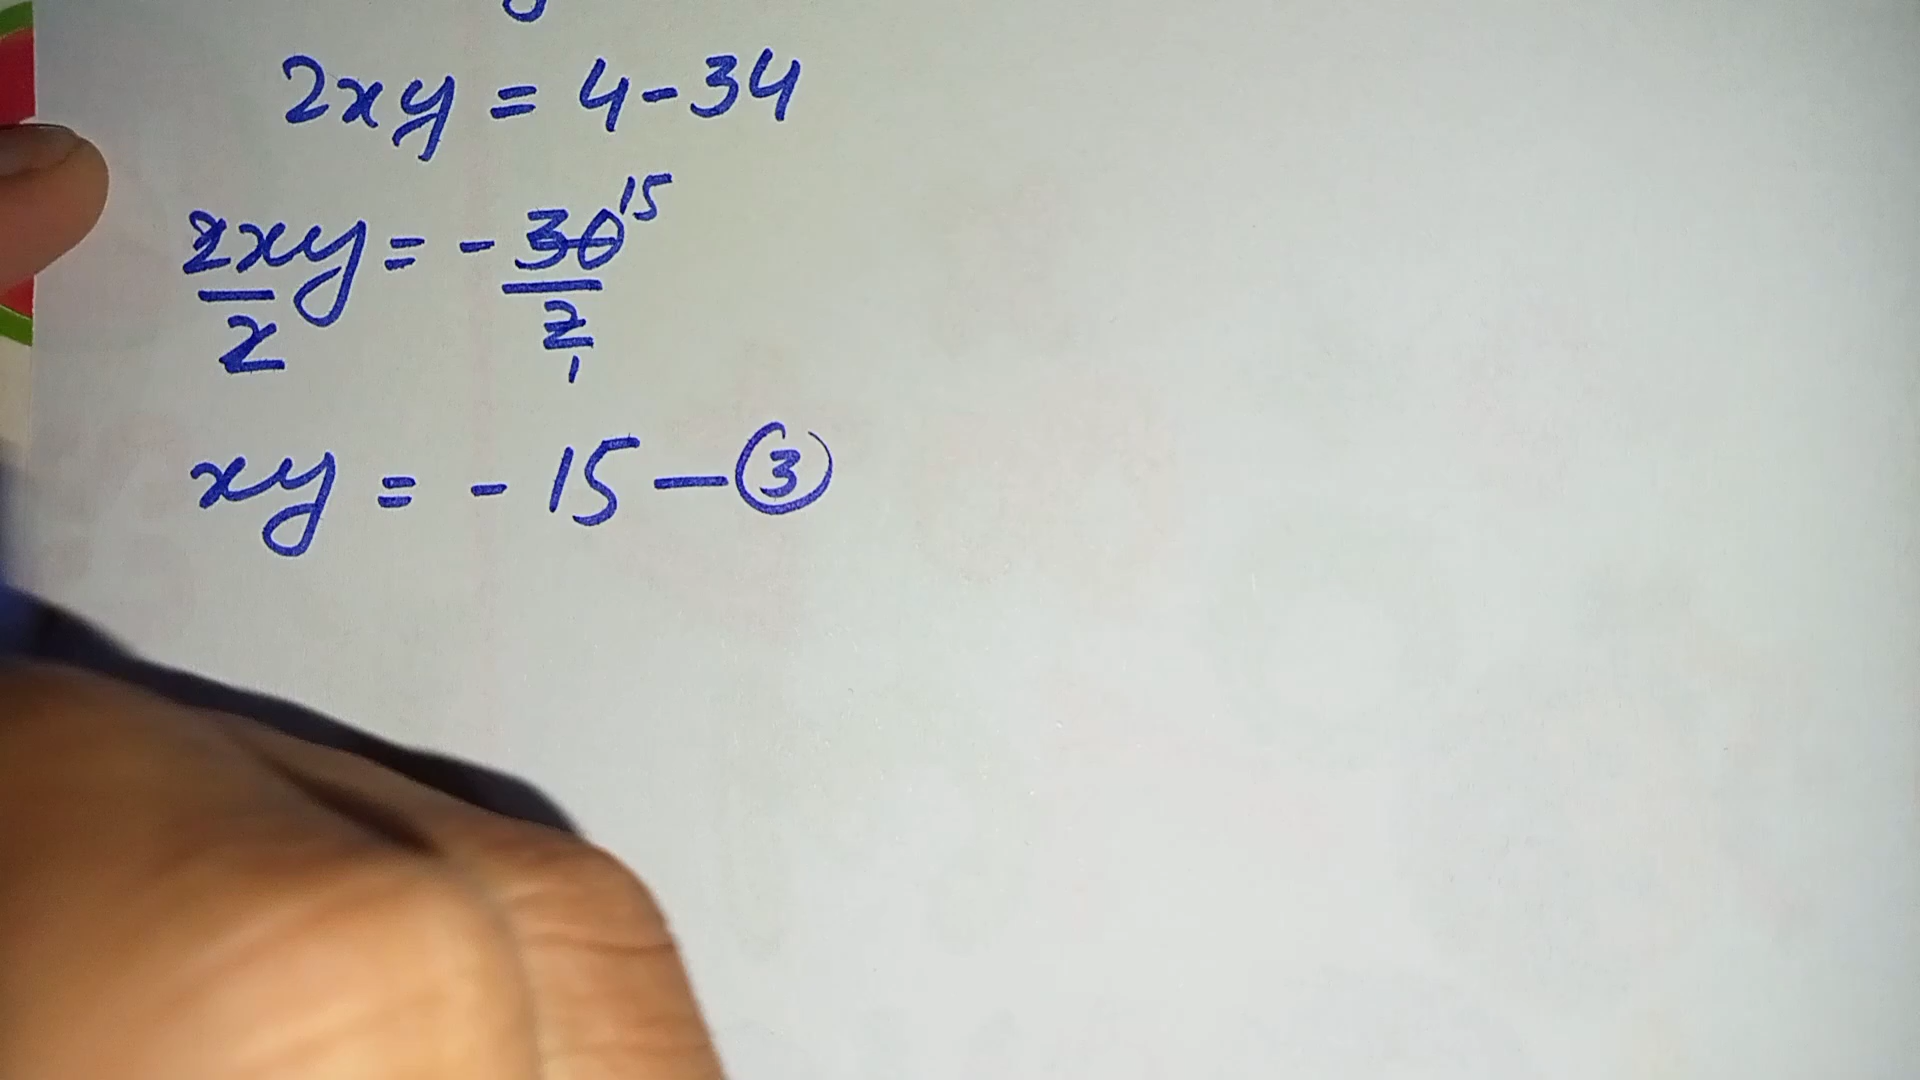 2xy = 4-34
2xy/2 = -30/2 15 1
xy = -15 — ③